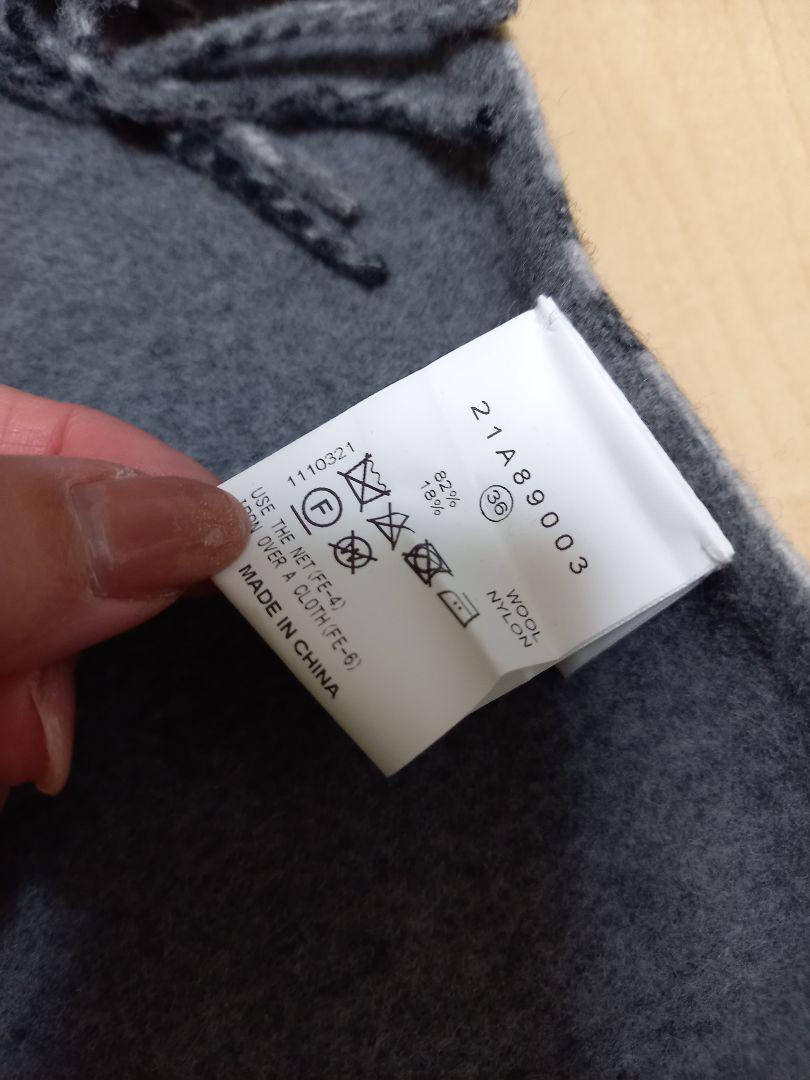 21A89003
36
82% WOOL
18% NYLON
1110321
F
W
USE THE NET(FE-4)
IRON OVER A CLOTH(FE-6)
MADE IN CHINA